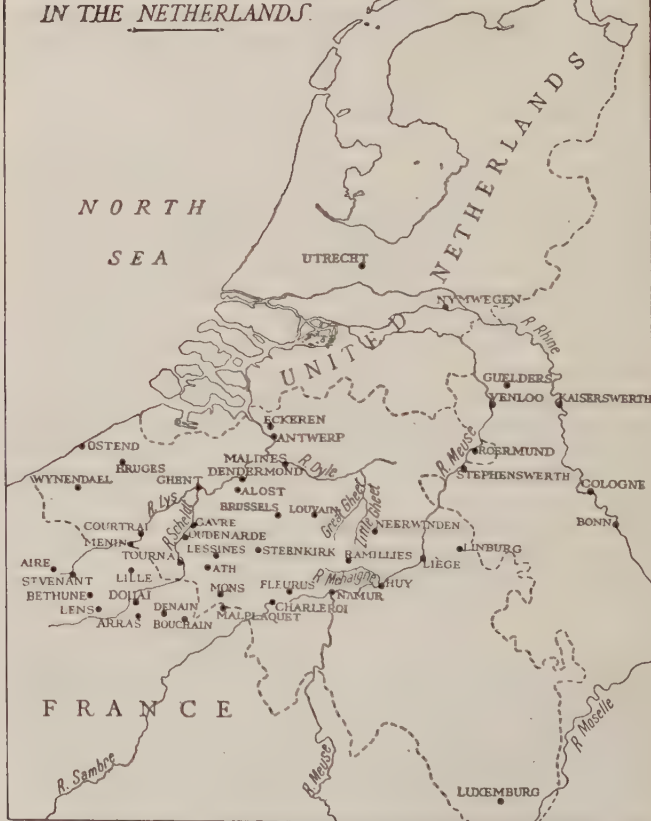 IN THE NETHERLANDS.
NORTH
SEA
UNITED NETHERLANDS
UTRECHT
NYMWEGEN
R. Rhine
GUELDERS
VENLOO
KAISERSWERTH
ECKEREN
ANTWERP
R. Meuse
ROERMUND
OSTEND
BRUGES
MALINES
R. Dyle
STEPHENSWERTH
WYNENDAEL
GHENT
DENDERMOND
ALOST
COLOGNE
R. Lys
BRUSSELS
LOUVAIN
Great Gheet
Little Gheet
BONN
COURTRAI
R. Scheld
GAVRE
OUDENARDE
NEERWINDEN
MENIN
TOURNAI
LESSINES
STEENKIRK
RAMILLIES
LIÈGE
LINBURG
AIRE
ST VENANT
LILLE
ATH
BETHUNE
DOUAI
MONS
FLEURUS
R. Mehaigne
HUY
LENS
DENAIN
MALPLAQUET
CHARLEROI
NAMUR
ARRAS
BOUCHAIN
FRANCE
R. Sambre
R. Meuse
R. Moselle
LUXEMBURG